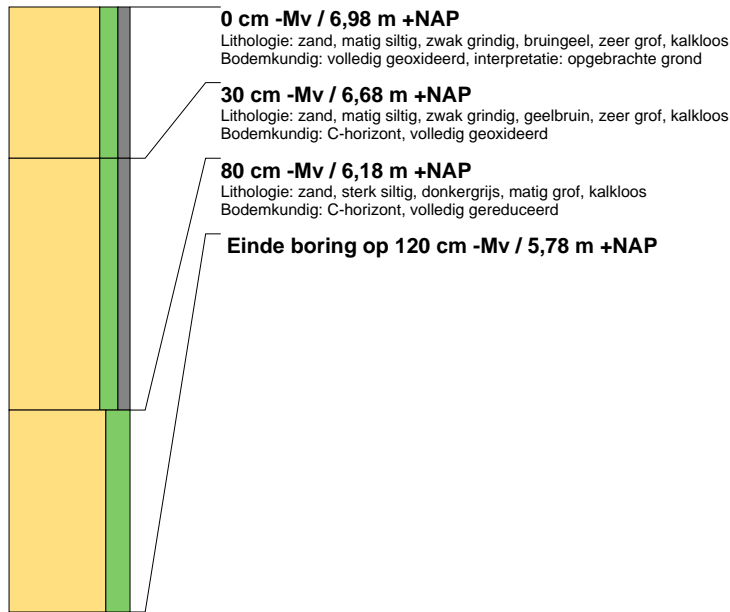 0 cm -Mv / 6,98 m +NAP
Lithologie: zand, matig siltig, zwak grindig, bruingeel, zeer grof, kalkloos
Bodemkundig: volledig geoxideerd, interpretatie: opgebrachte grond
30 cm -Mv / 6,68 m +NAP
Lithologie: zand, matig siltig, zwak grindig, geelbruin, zeer grof, kalkloos
Bodemkundig: C-horizont, volledig geoxideerd
80 cm -Mv / 6,18 m +NAP
Lithologie: zand, sterk siltig, donkergrijs, matig grof, kalkloos
Bodemkundig: C-horizont, volledig gereduceerd
Einde boring op 120 cm -Mv / 5,78 m +NAP